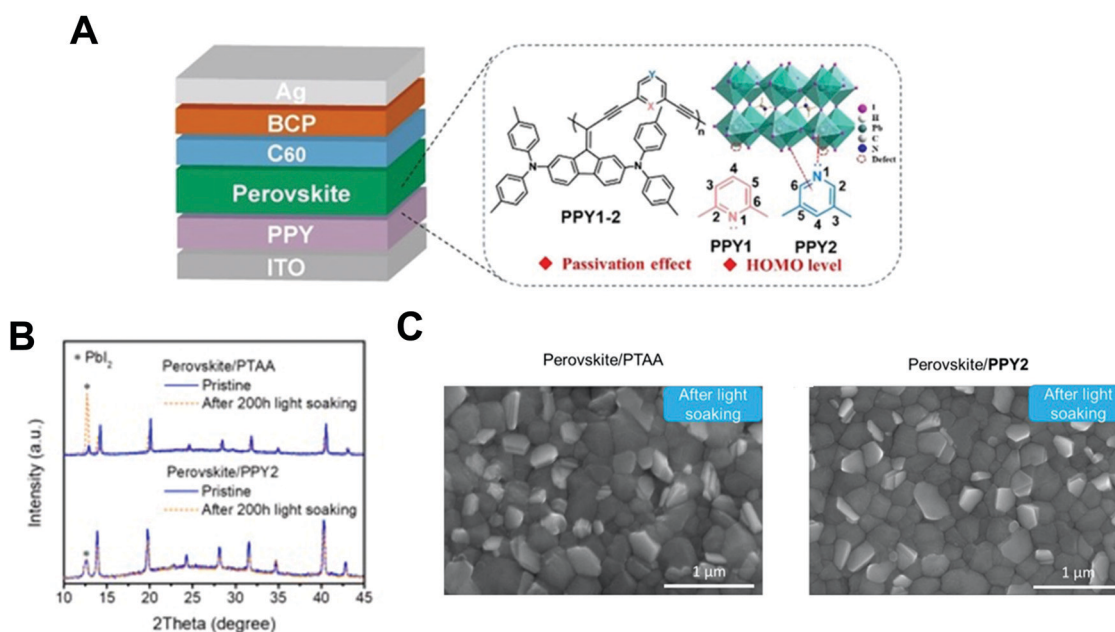 A
Ag
BCP
C60
Perovskite
PPY
ITO
Y
X
n
N
N
PPY1-2
I
H
Pb
C
N
Defect
4
3
5
2
6
N
1
PPY1
N
1
6
2
5
3
4
PPY2
◆ Passivation effect
◆ HOMO level
B
* PbI2
Perovskite/PTAA
Pristine
After 200h light soaking
Perovskite/PPY2
Pristine
After 200h light soaking
Intensity (a.u.)
10 15 20 25 30 35 40 45
2Theta (degree)
C
Perovskite/PTAA
After light
soaking
1 µm
Perovskite/PPY2
After light
soaking
1 µm